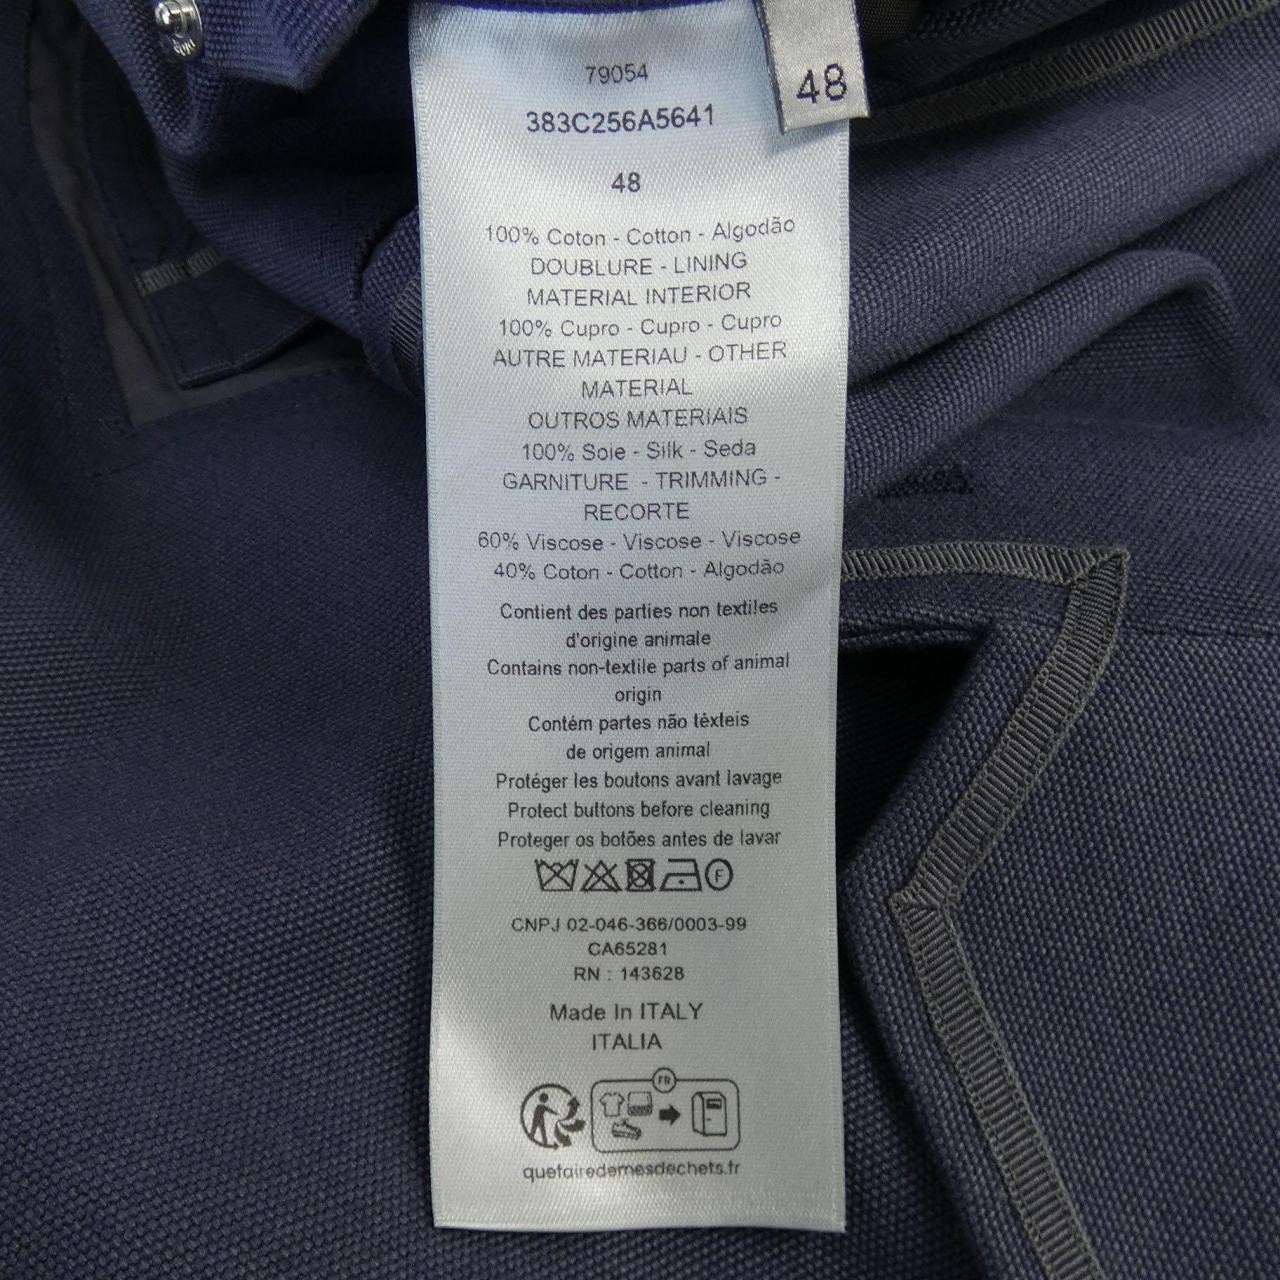 48
79054
383C256A5641
48
100% Coton - Cotton - Algodão
DOUBLURE - LINING
MATERIAL INTERIOR
100% Cupro - Cupro - Cupro
AUTRE MATERIAU - OTHER
MATERIAL
OUTROS MATERIAIS
100% Soie - Silk - Seda
GARNITURE - TRIMMING -
RECORTE
60% Viscose - Viscose - Viscose
40% Coton - Cotton - Algodão
Contient des parties non textiles
d'origine animale
Contains non-textile parts of animal
origin
Contém partes não têxteis
de origem animal
Protéger les boutons avant lavage
Protect buttons before cleaning
Proteger os botões antes de lavar
F
CNPJ 02-046-366/0003-99
CA65281
RN : 143628
Made In ITALY
ITALIA
FR
quefairedemesdechets.fr